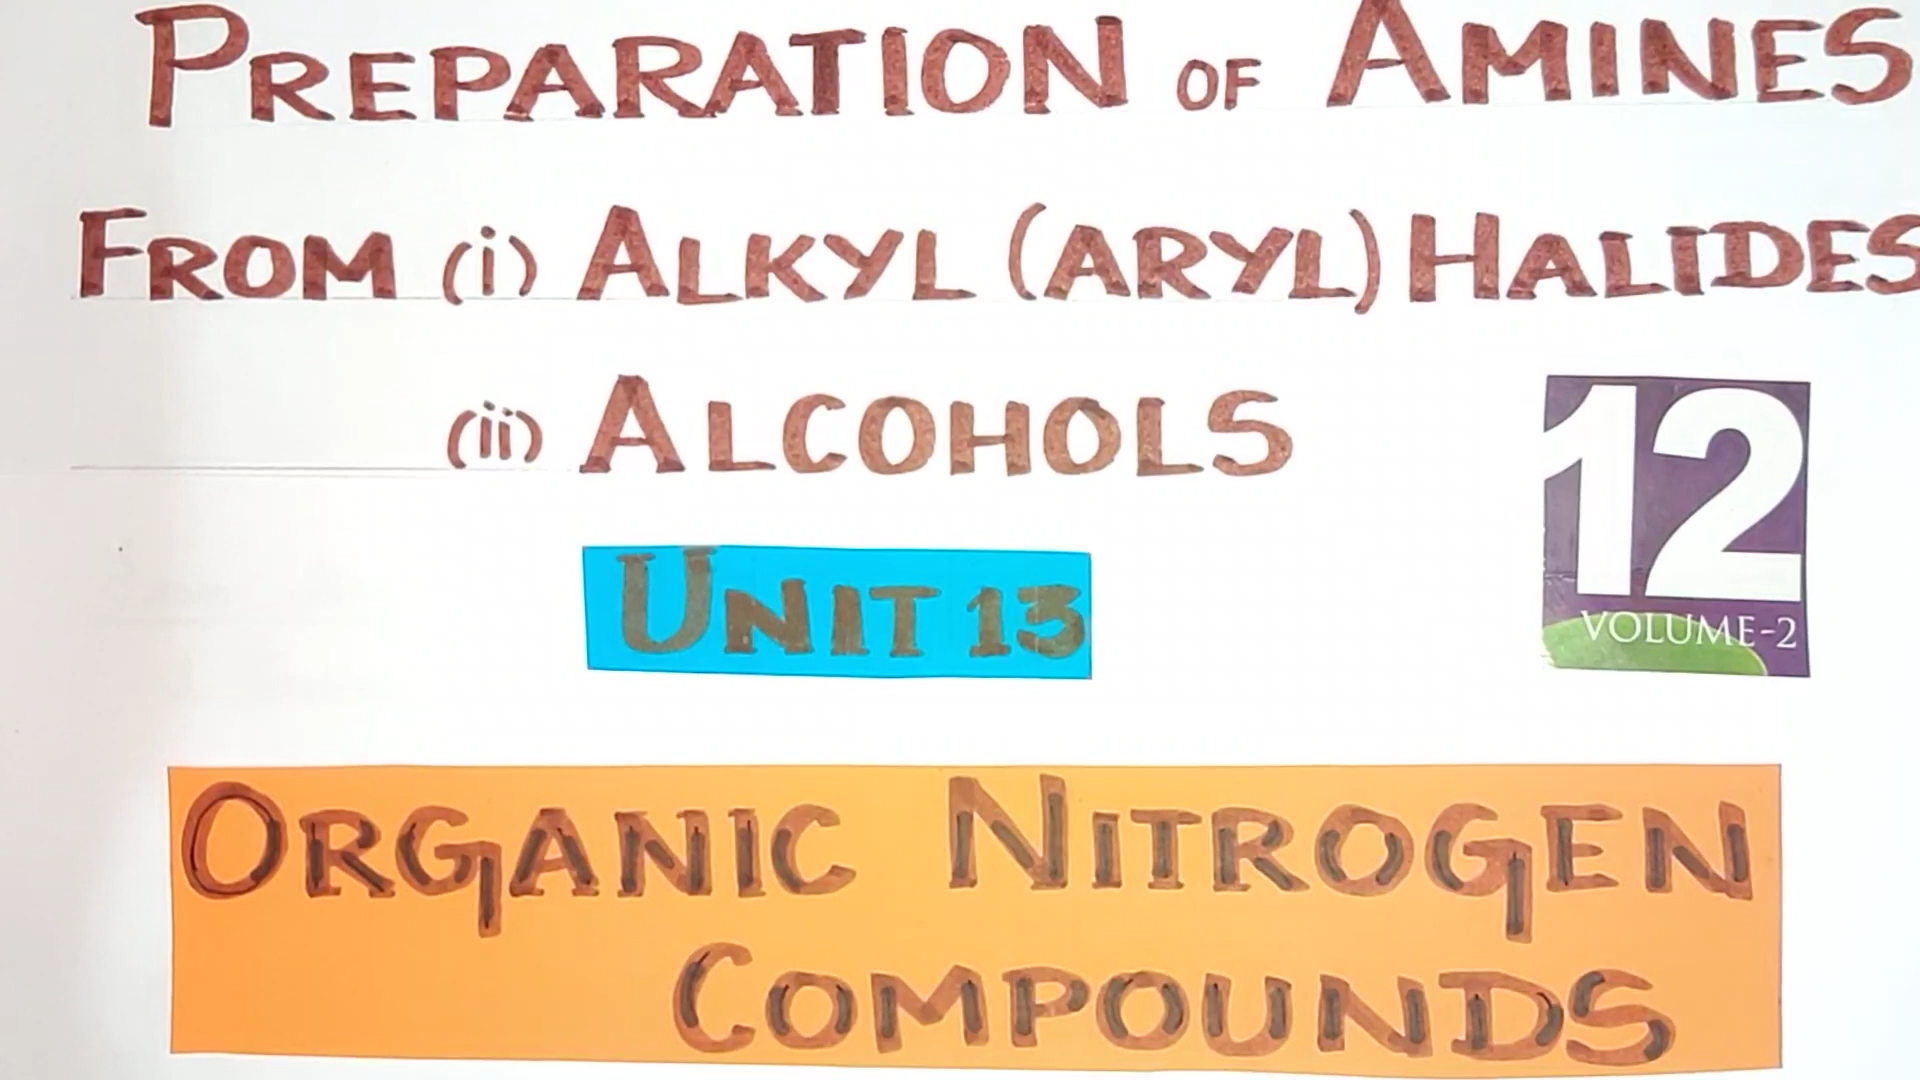 PREPARATION OF AMINES
FROM (i) ALKYL (ARYL) HALIDES
(ii) ALCOHOLS
12
VOLUME-2
UNIT 13
ORGANIC NITROGEN
COMPOUNDS